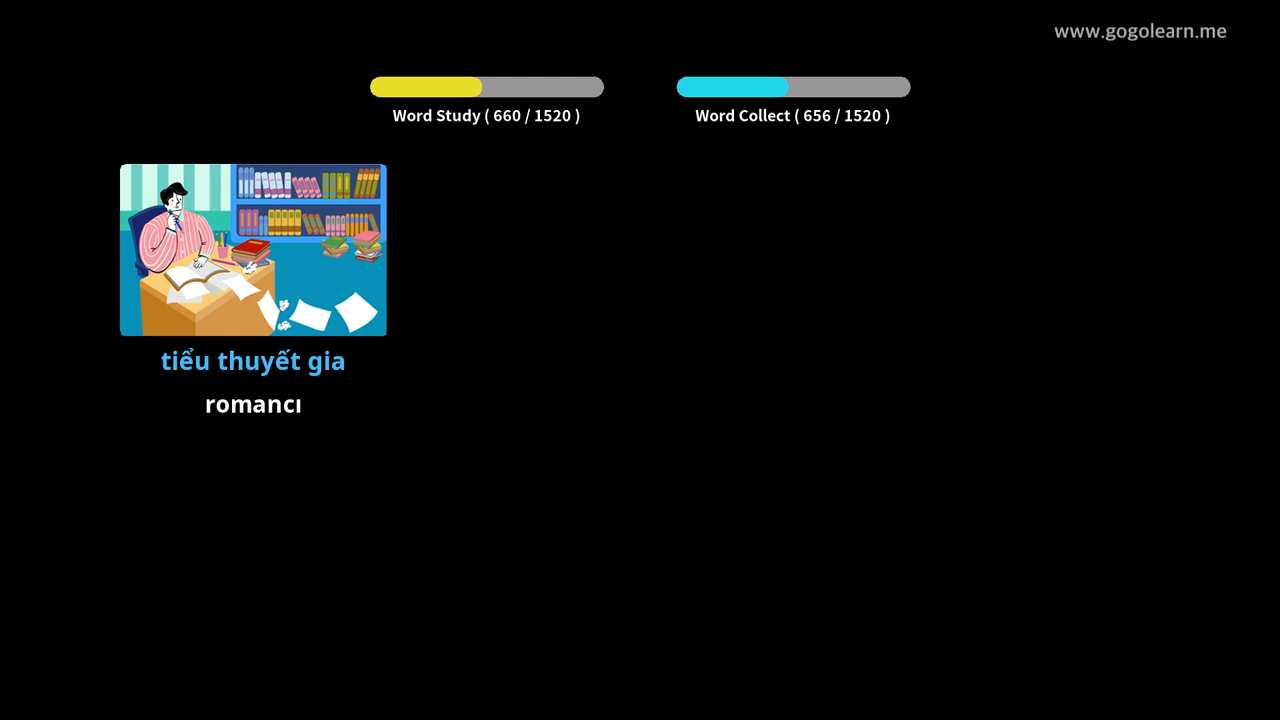 www.gogolearn.me
Word Study ( 660 / 1520 )
Word Collect ( 656 / 1520 )
tiểu thuyết gia
romancı